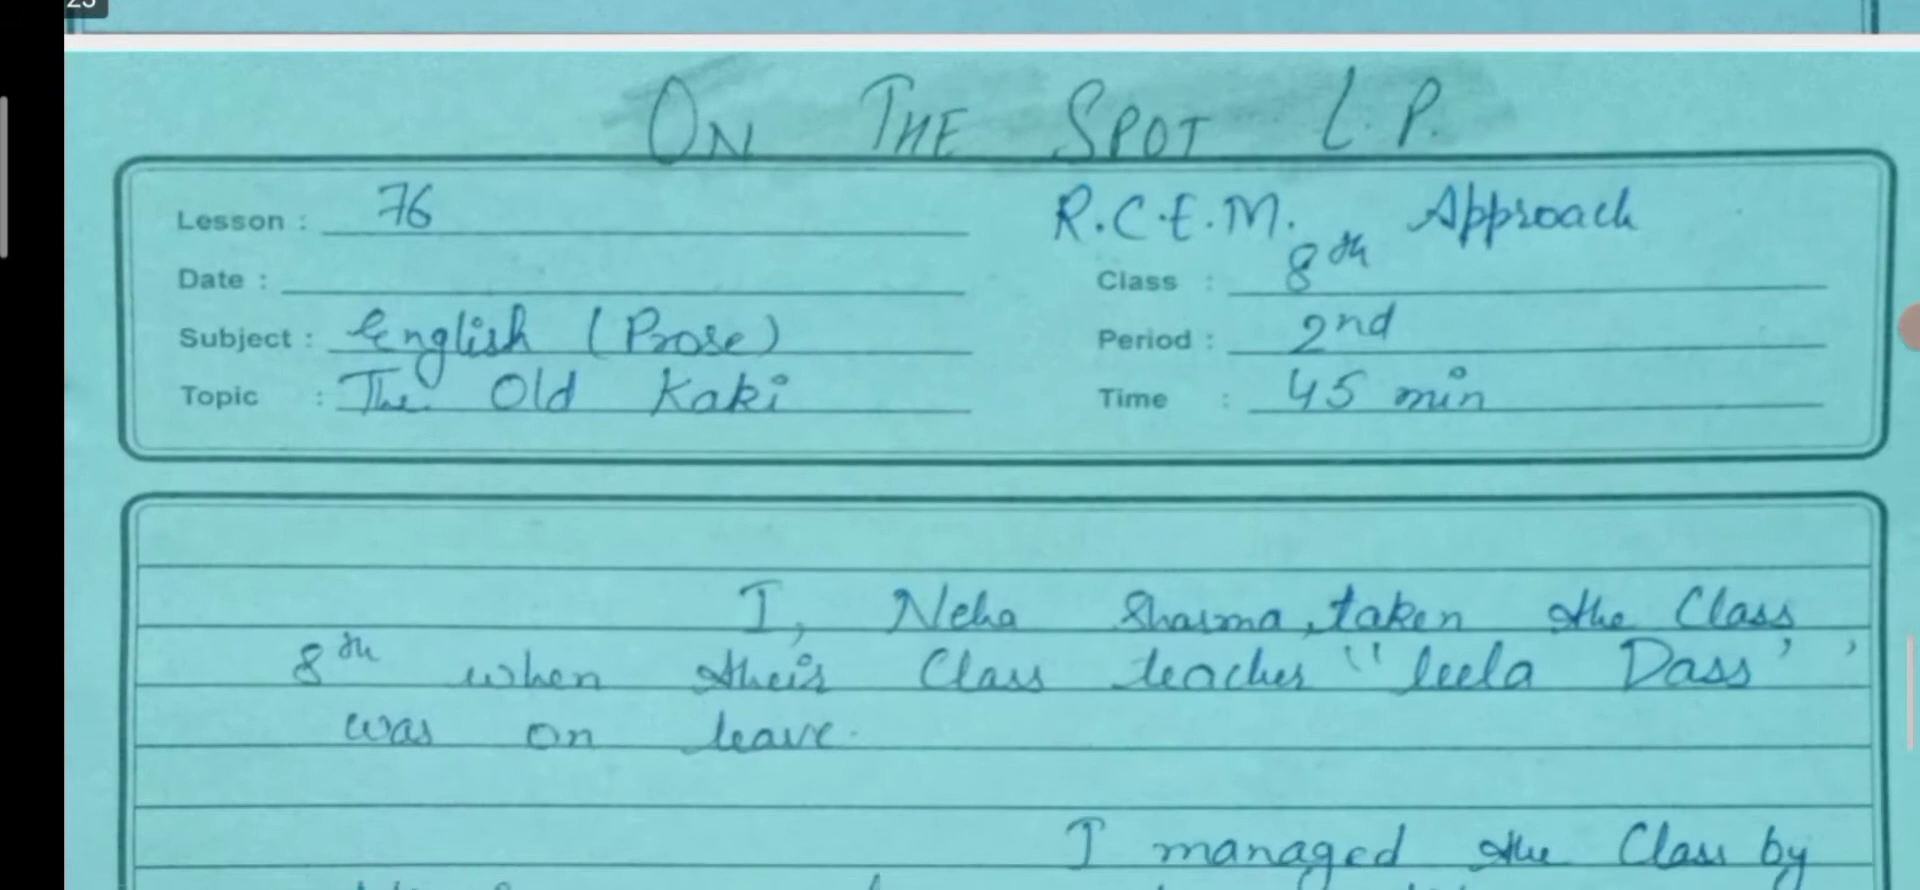 23
ON THE SPOT L.P.
Lesson : 76 R.C.E.M. Approach
Date : Class : 8th
Subject : English (Prose) Period : 2nd
Topic : The Old Kaki Time : 45 min
I, Neha Sharma, taken the Class
8th when their Class teacher "leela Dass''
was on leave.
I managed the Class by